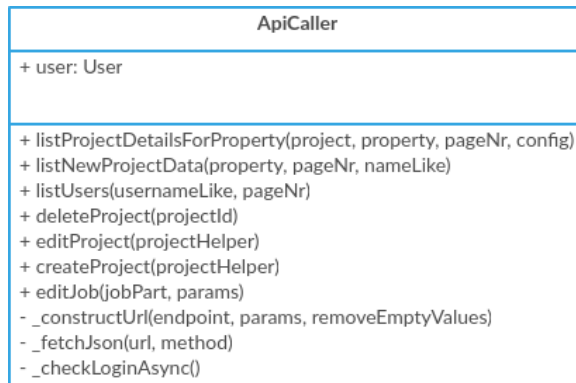 ApiCaller
+ user: User
+ listProjectDetailsForProperty(project, property, pageNr, config)
+ listNewProjectData(property, pageNr, nameLike)
+ listUsers(usernameLike, pageNr)
+ deleteProject(projectId)
+ editProject(projectHelper)
+ createProject(projectHelper)
+ editJob(jobPart, params)
- _constructUrl(endpoint, params, removeEmptyValues)
- _fetchJson(url, method)
- _checkLoginAsync()